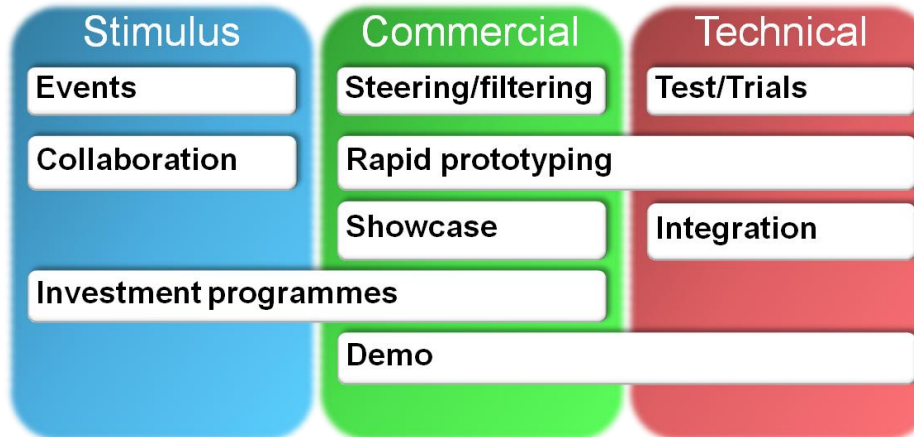 Stimulus
Commercial
Technical
Events
Steering/filtering
Test/Trials
Collaboration
Rapid prototyping
Showcase
Integration
Investment programmes
Demo